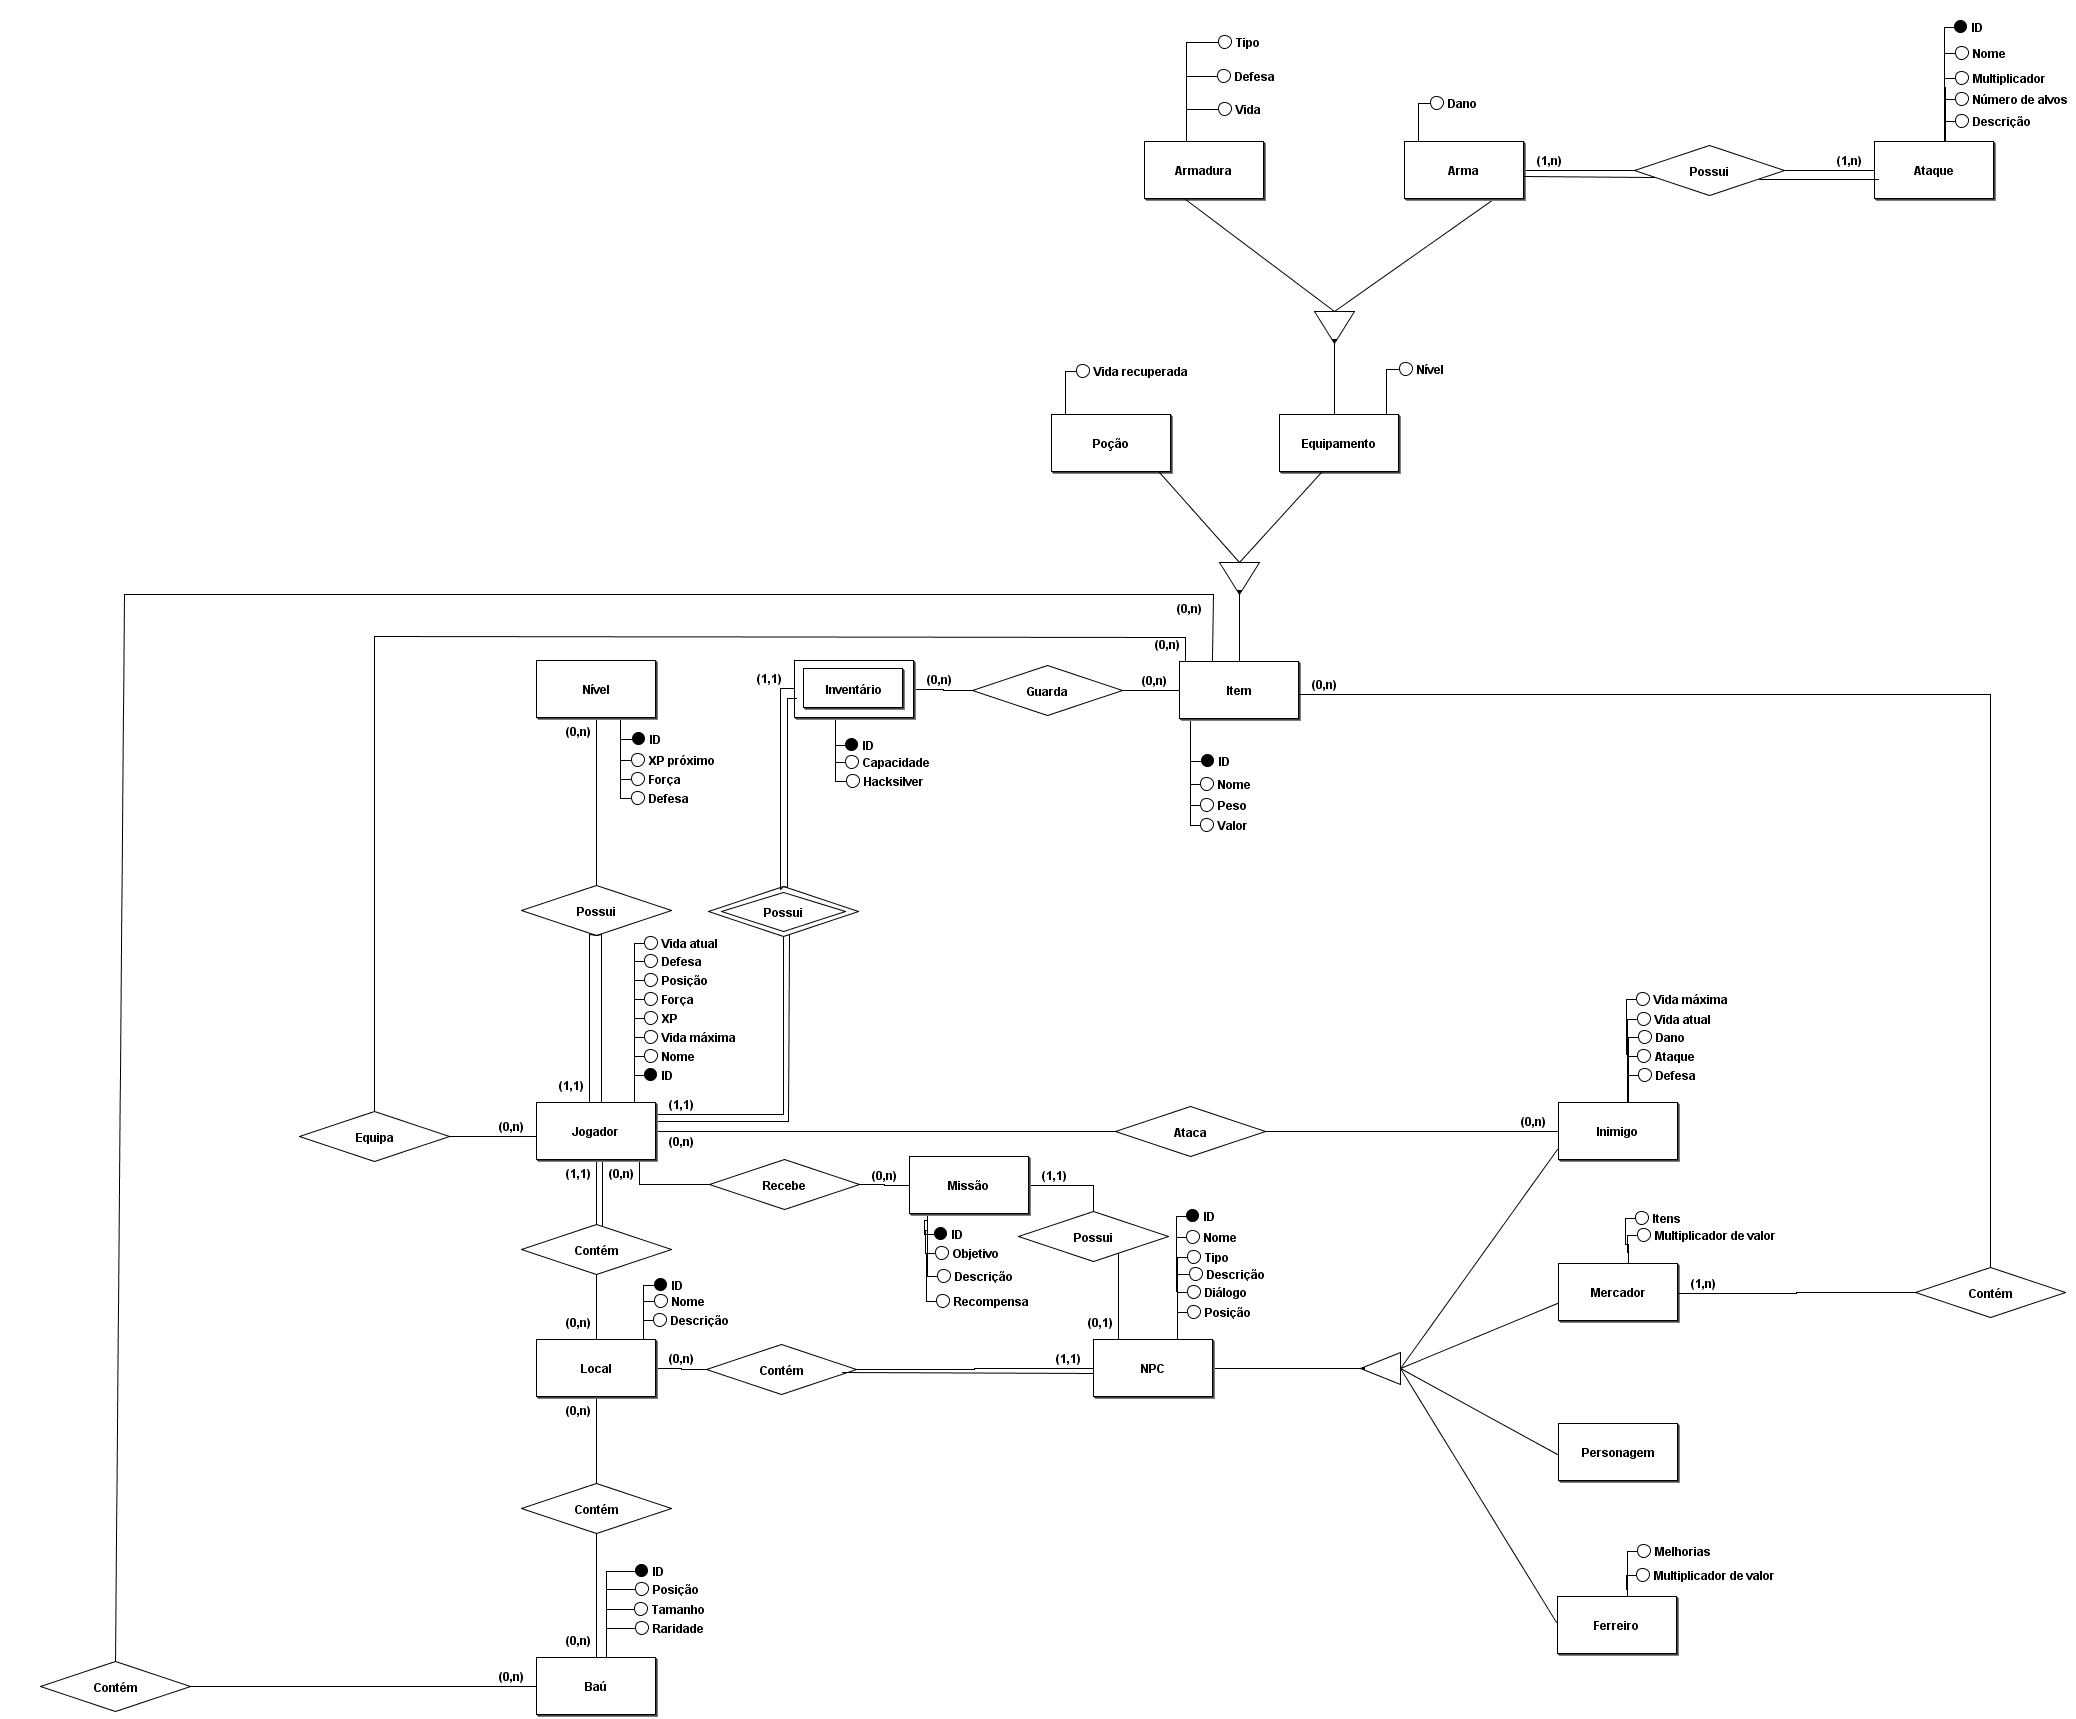 ID
Tipo
Nome
Defesa
Multiplicador
Dano
Número de alvos
Vida
Descrição
Armadura
Arma
(1,n)
Possui
(1,n)
Ataque
Vida recuperada
Nível
Poção
Equipamento
(0,n)
(0,n)
Nível
(1,1)
Inventário
(0,n)
Guarda
(0,n)
Item
(0,n)
(0,n)
ID
XP próximo
Força
Defesa
ID
Capacidade
Hacksilver
ID
Nome
Peso
Valor
Possui
Possui
Vida atual
Defesa
Posição
Força
XP
Vida máxima
Nome
ID
(1,1)
(1,1)
Vida máxima
Vida atual
Dano
Ataque
Defesa
Equipa
(0,n)
Jogador
(0,n)
Ataca
(0,n)
Inimigo
(1,1)
(0,n)
Recebe
(0,n)
Missão
(1,1)
ID
Objetivo
Descrição
Recompensa
Possui
ID
Nome
Tipo
Descrição
Diálogo
Posição
Itens
Multiplicador de valor
Contém
Mercador
(1,n)
Contém
ID
Nome
Descrição
(0,n)
(0,1)
Local
(0,n)
Contém
(1,1)
NPC
(0,n)
Personagem
Contém
Melhorias
Multiplicador de valor
Ferreiro
ID
Posição
Tamanho
Raridade
(0,n)
Contém
(0,n)
Baú